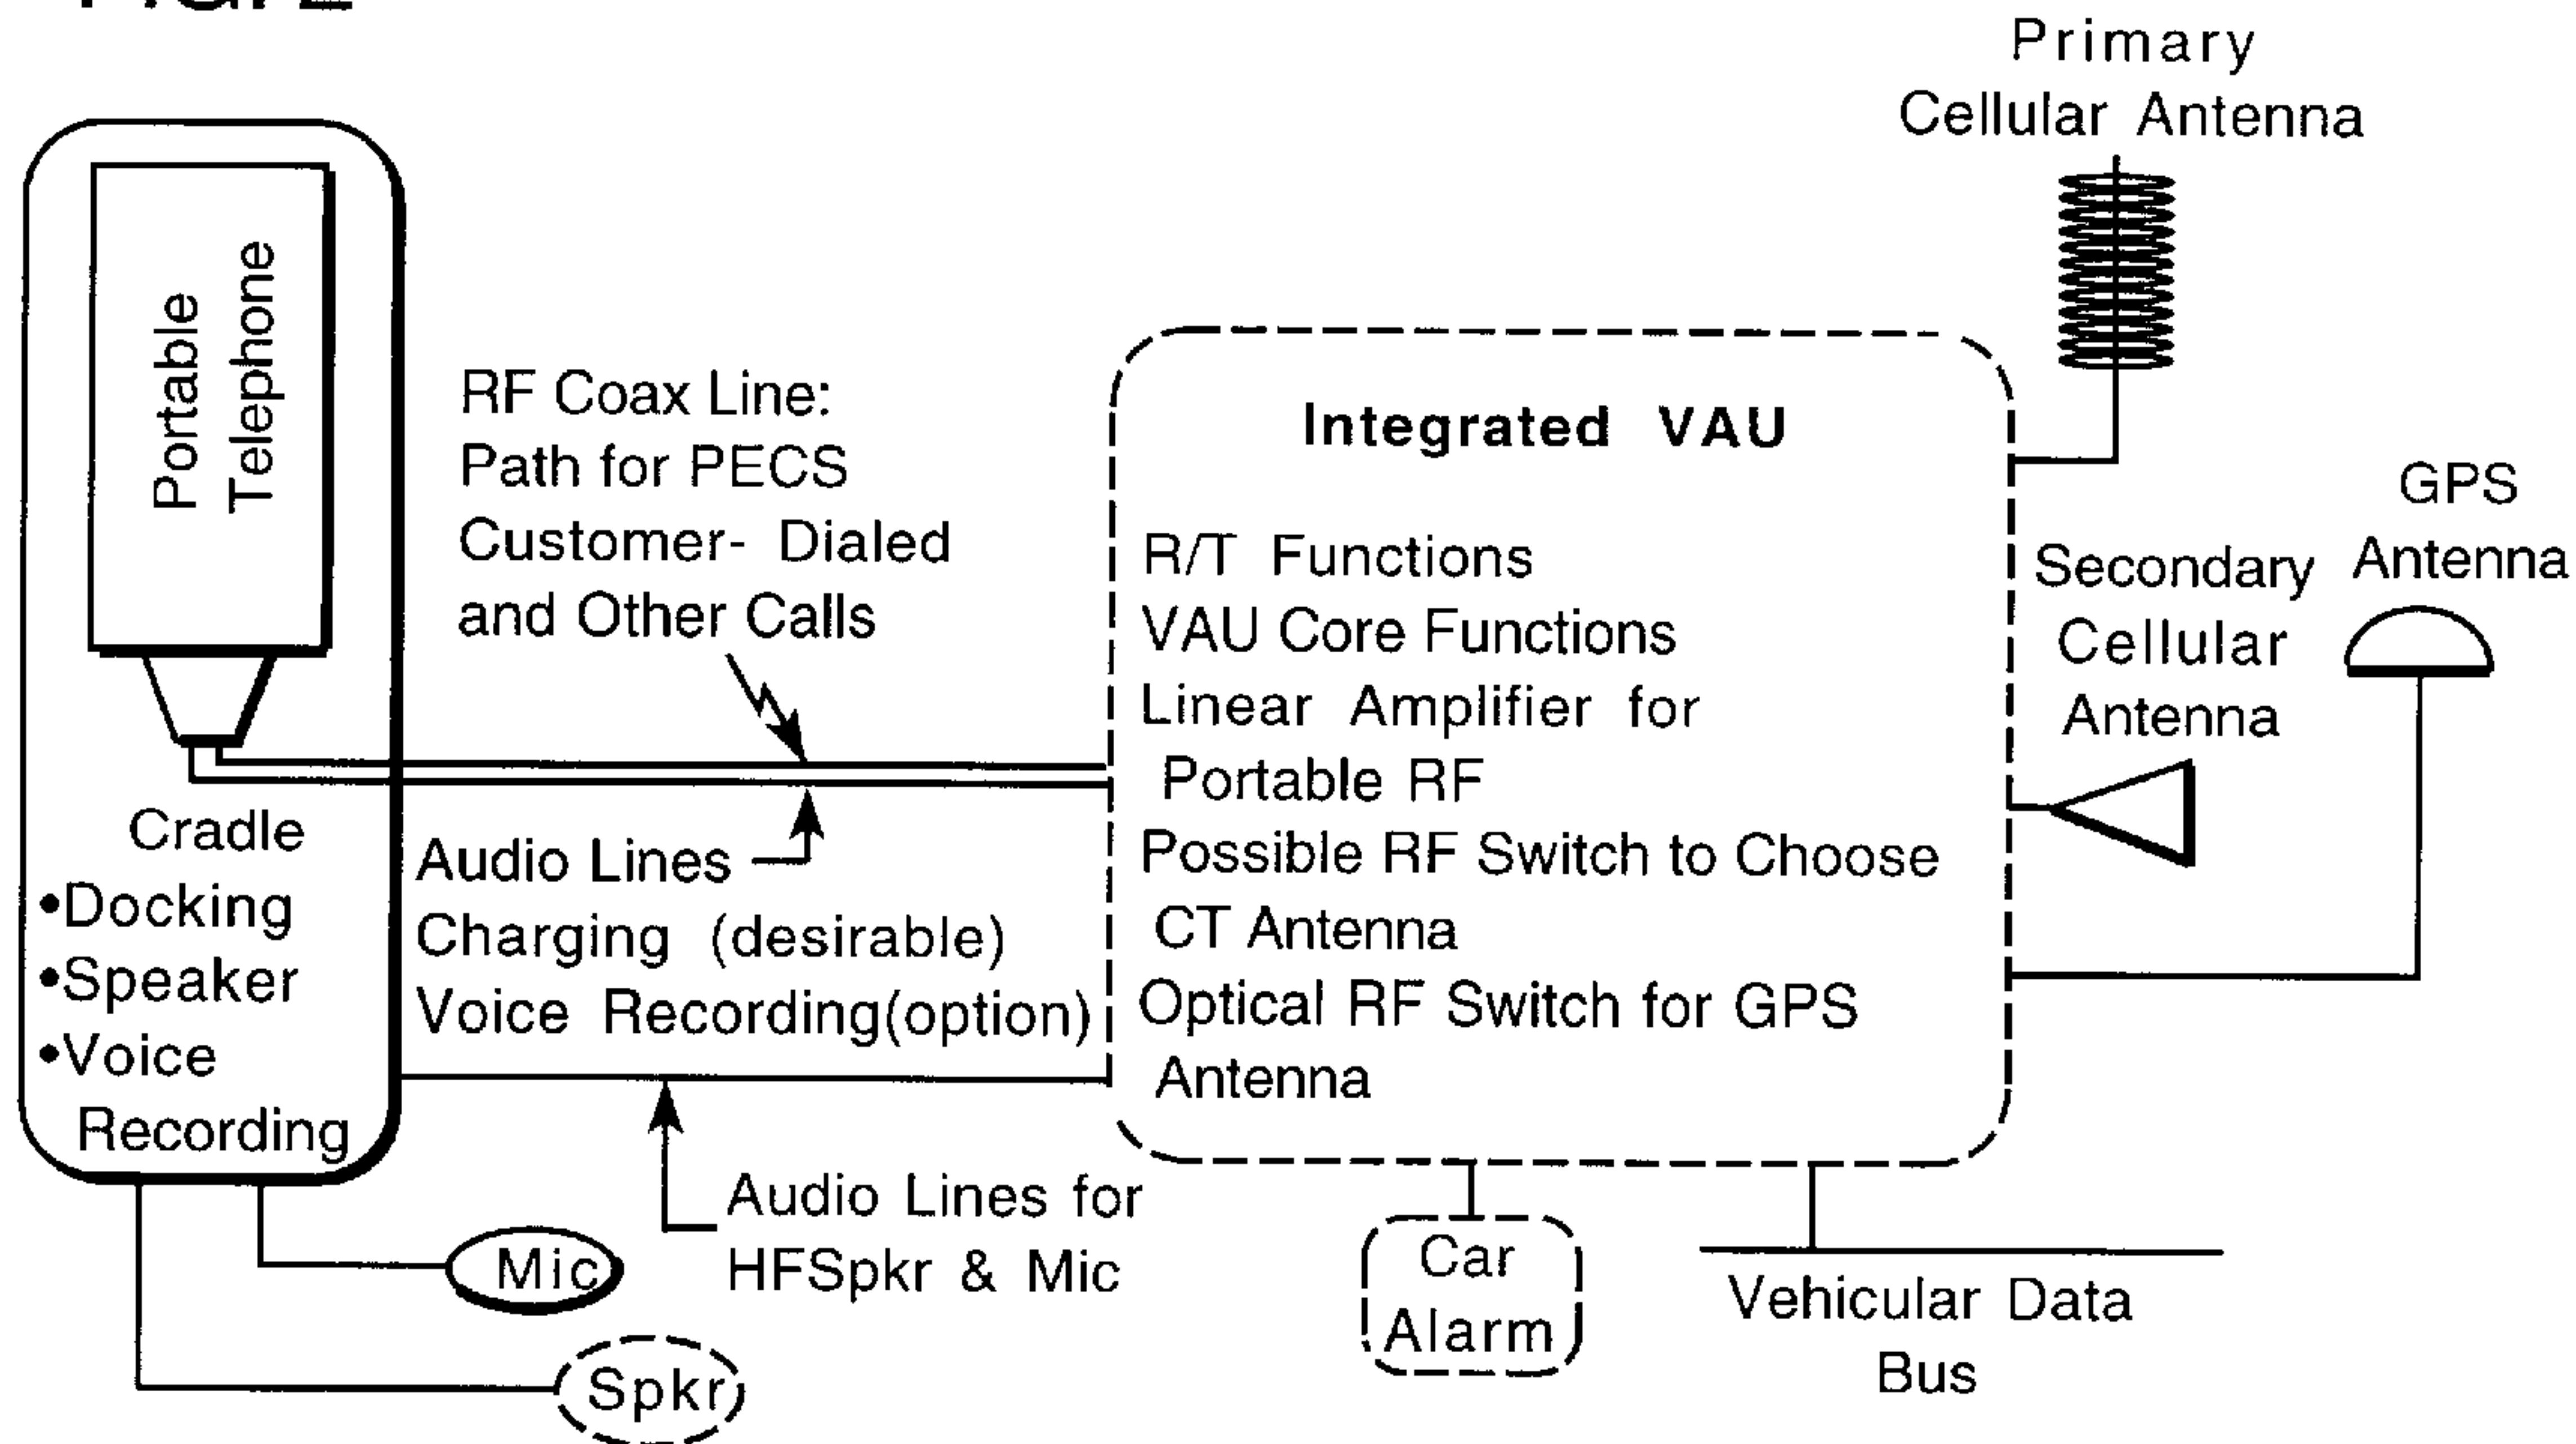 Primary
Cellular Antenna
Portable
Telephone
RF Coax Line:
Path for PECS
Customer- Dialed
and Other Calls
Integrated VAU
R/T Functions
VAU Core Functions
Linear Amplifier for
Portable RF
Possible RF Switch to Choose
CT Antenna
Optical RF Switch for GPS
Antenna
GPS
Antenna
Secondary
Cellular
Antenna
Cradle
•Docking
•Speaker
•Voice
Recording
Audio Lines
Charging (desirable)
Voice Recording(option)
Audio Lines for
HFSpkr & Mic
Mic
Spkr
Car
Alarm
Vehicular Data
Bus